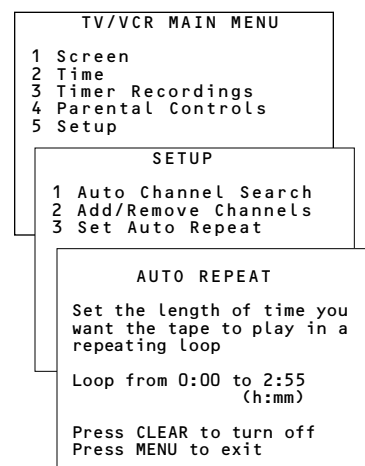 TV/VCR MAIN MENU
1 Screen
2 Time
3 Timer Recordings
4 Parental Controls
5 Setup
SETUP
1 Auto Channel Search
2 Add/Remove Channels
3 Set Auto Repeat
AUTO REPEAT
Set the length of time you
want the tape to play in a
repeating loop
Loop from 0:00 to 2:55
(h:mm)
Press CLEAR to turn off
Press MENU to exit